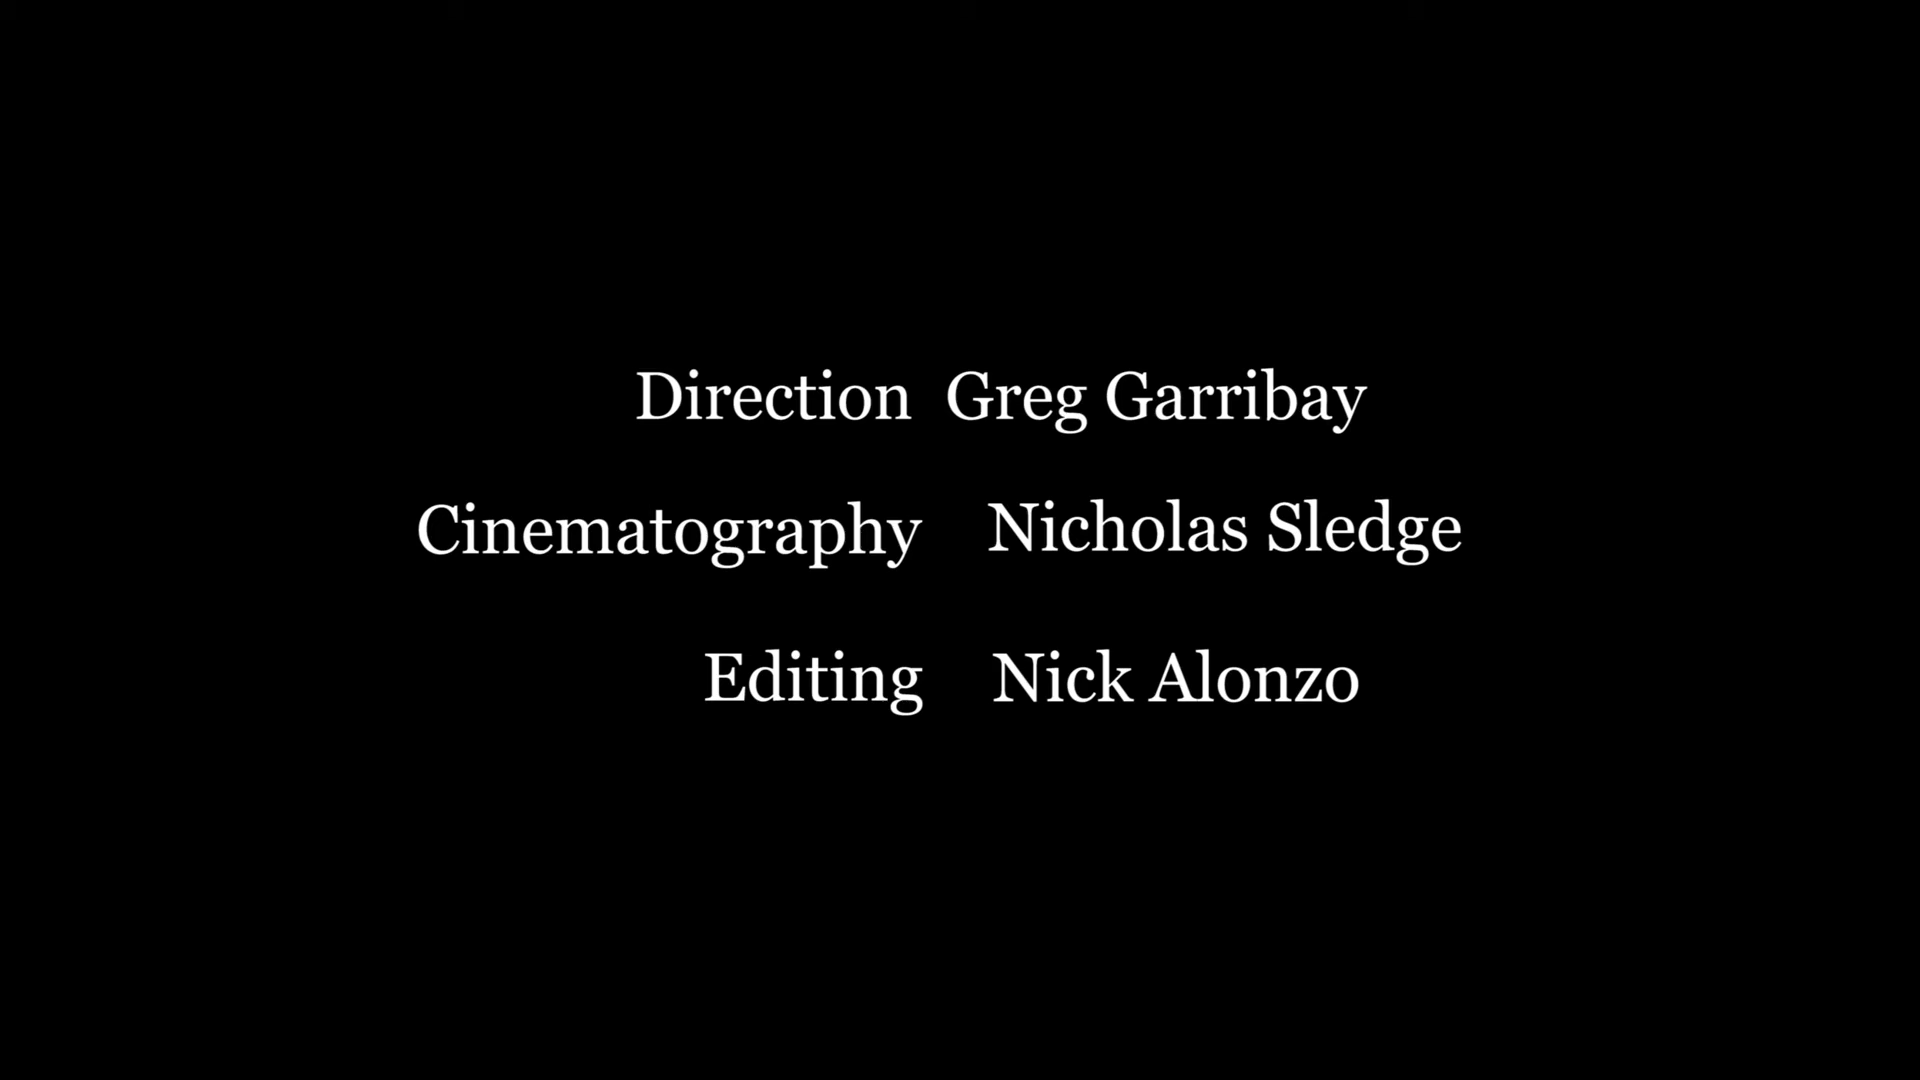 Direction Greg Garribay
Cinematography Nicholas Sledge
Editing Nick Alonzo